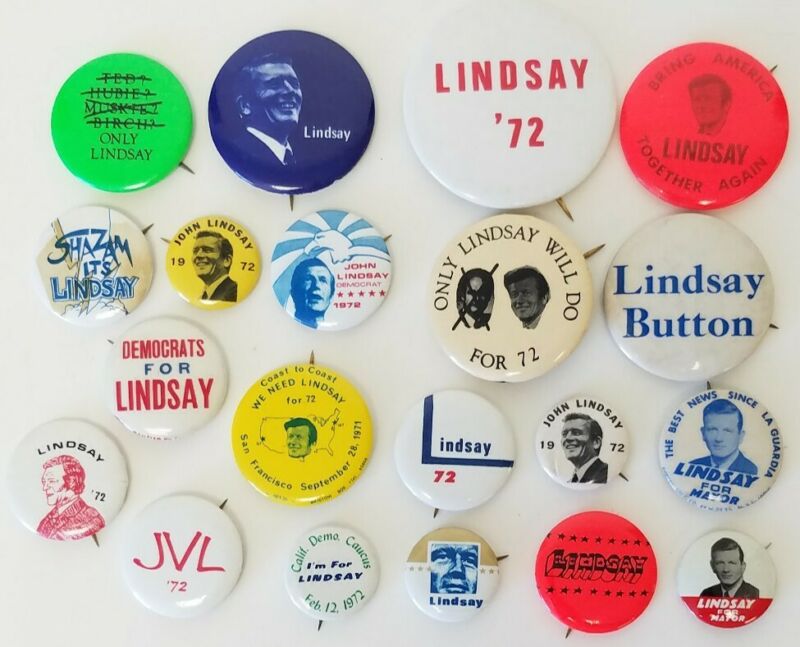 TED?
HUBIE?
MUSKIE?
BIRCH?
ONLY
LINDSAY
Lindsay
LINDSAY
'72
BRING AMERICA
LINDSAY
TOGETHER AGAIN
SHAZAM
ITS
LINDSAY
JOHN LINDSAY
1972
JOHN
LINDSAY
DEMOCRAT
1972
ONLY LINDSAY WILL DO
FOR 72
Lindsay
Button
DEMOCRATS
FOR
LINDSAY
Coast to Coast
WE NEED LINDSAY
for 72
San Francisco September 28, 1971
Lindsay
72
JOHN LINDSAY
1972
THE BEST NEWS SINCE LA GUARDIA
LINDSAY
FOR
MAYOR
LINDSAY
'72
JVL
'72
Calif. Demo. Caucus
I'm For
LINDSAY
Feb. 12, 1972
Lindsay
LINDSAY
LINDSAY
FOR
MAYOR